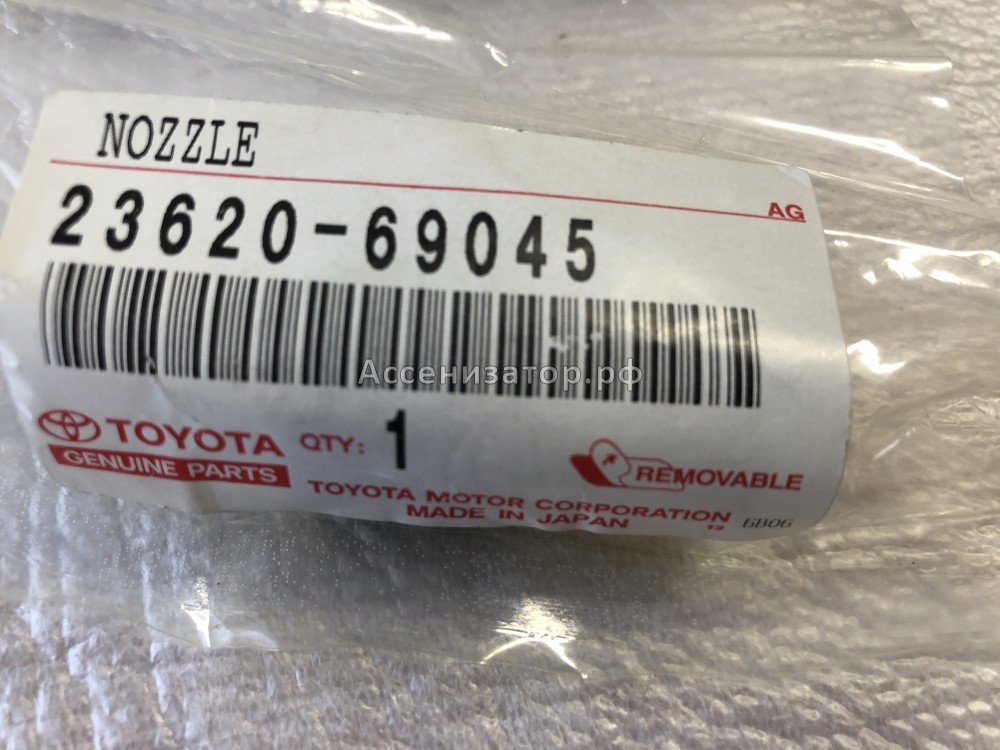 NOZZLE
AG
23620-69045
Ассенизатор.рф
TOYOTA QTY: 1
GENUINE PARTS
REMOVABLE
TOYOTA MOTOR CORPORATION
MADE IN JAPAN 13 6B06